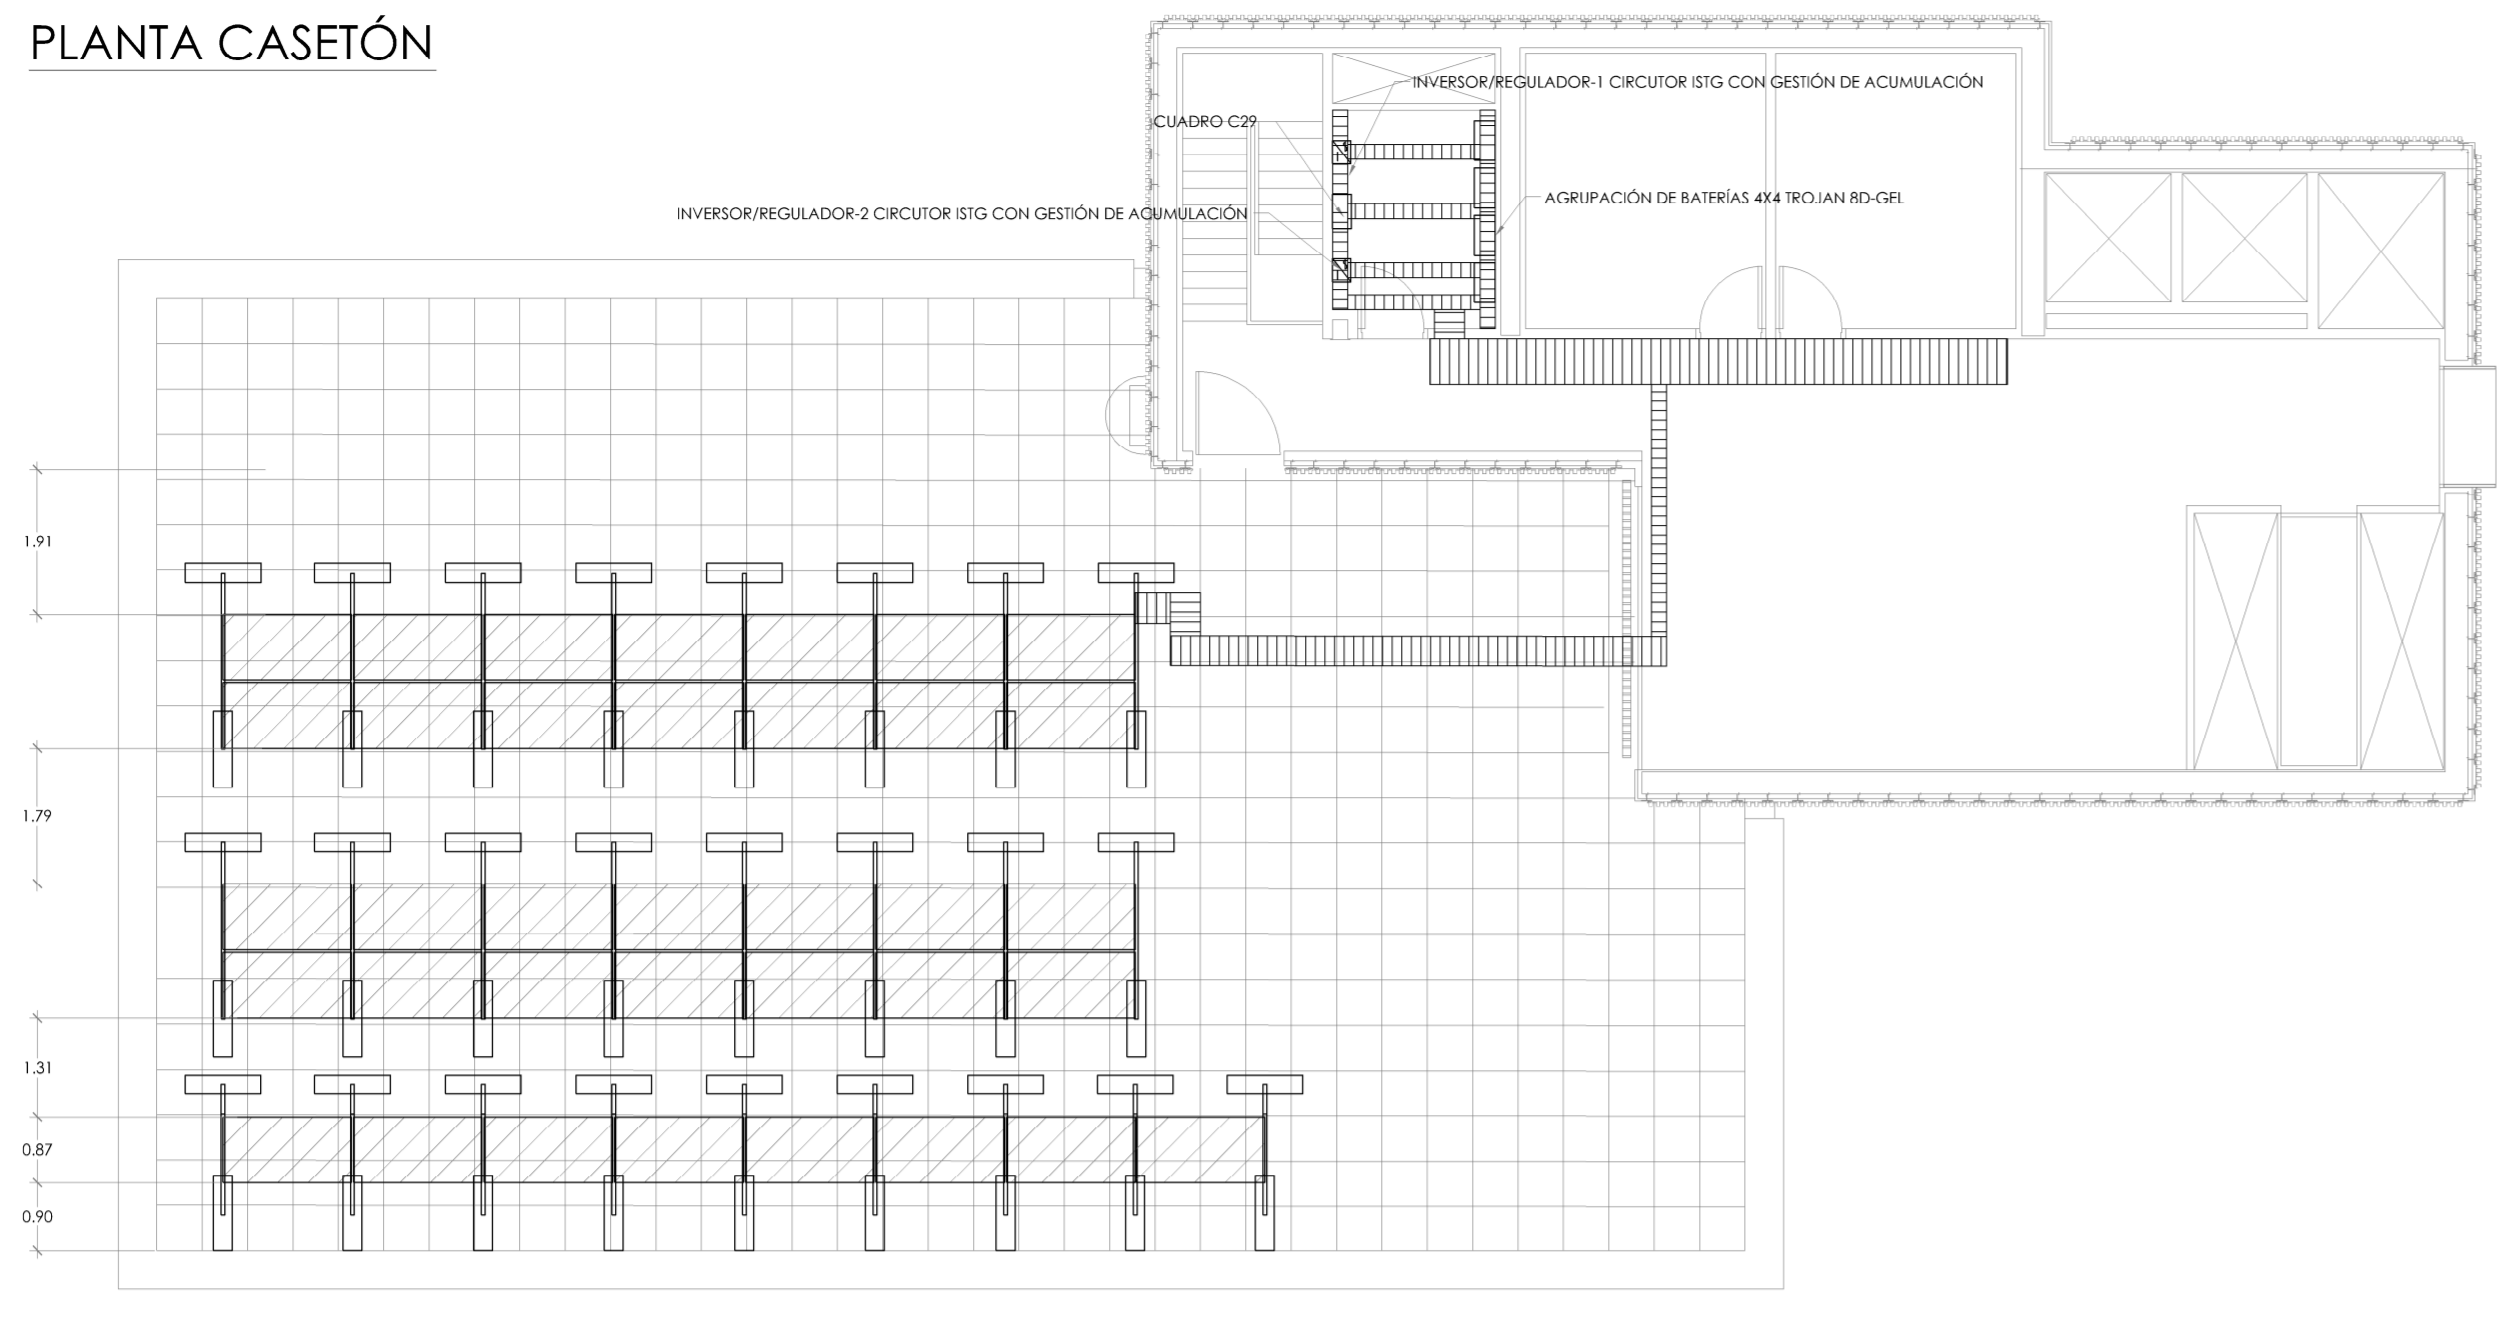 PLANTA CASETÓN
INVERSOR/REGULADOR-1 CIRCUTOR ISTG CON GESTIÓN DE ACUMULACIÓN
CUADRO C29
AGRUPACIÓN DE BATERÍAS 4X4 TROJAN 8D-GEL
INVERSOR/REGULADOR-2 CIRCUTOR ISTG CON GESTIÓN DE ACUMULACIÓN
1.91
1.79
1.31
0.87
0.90